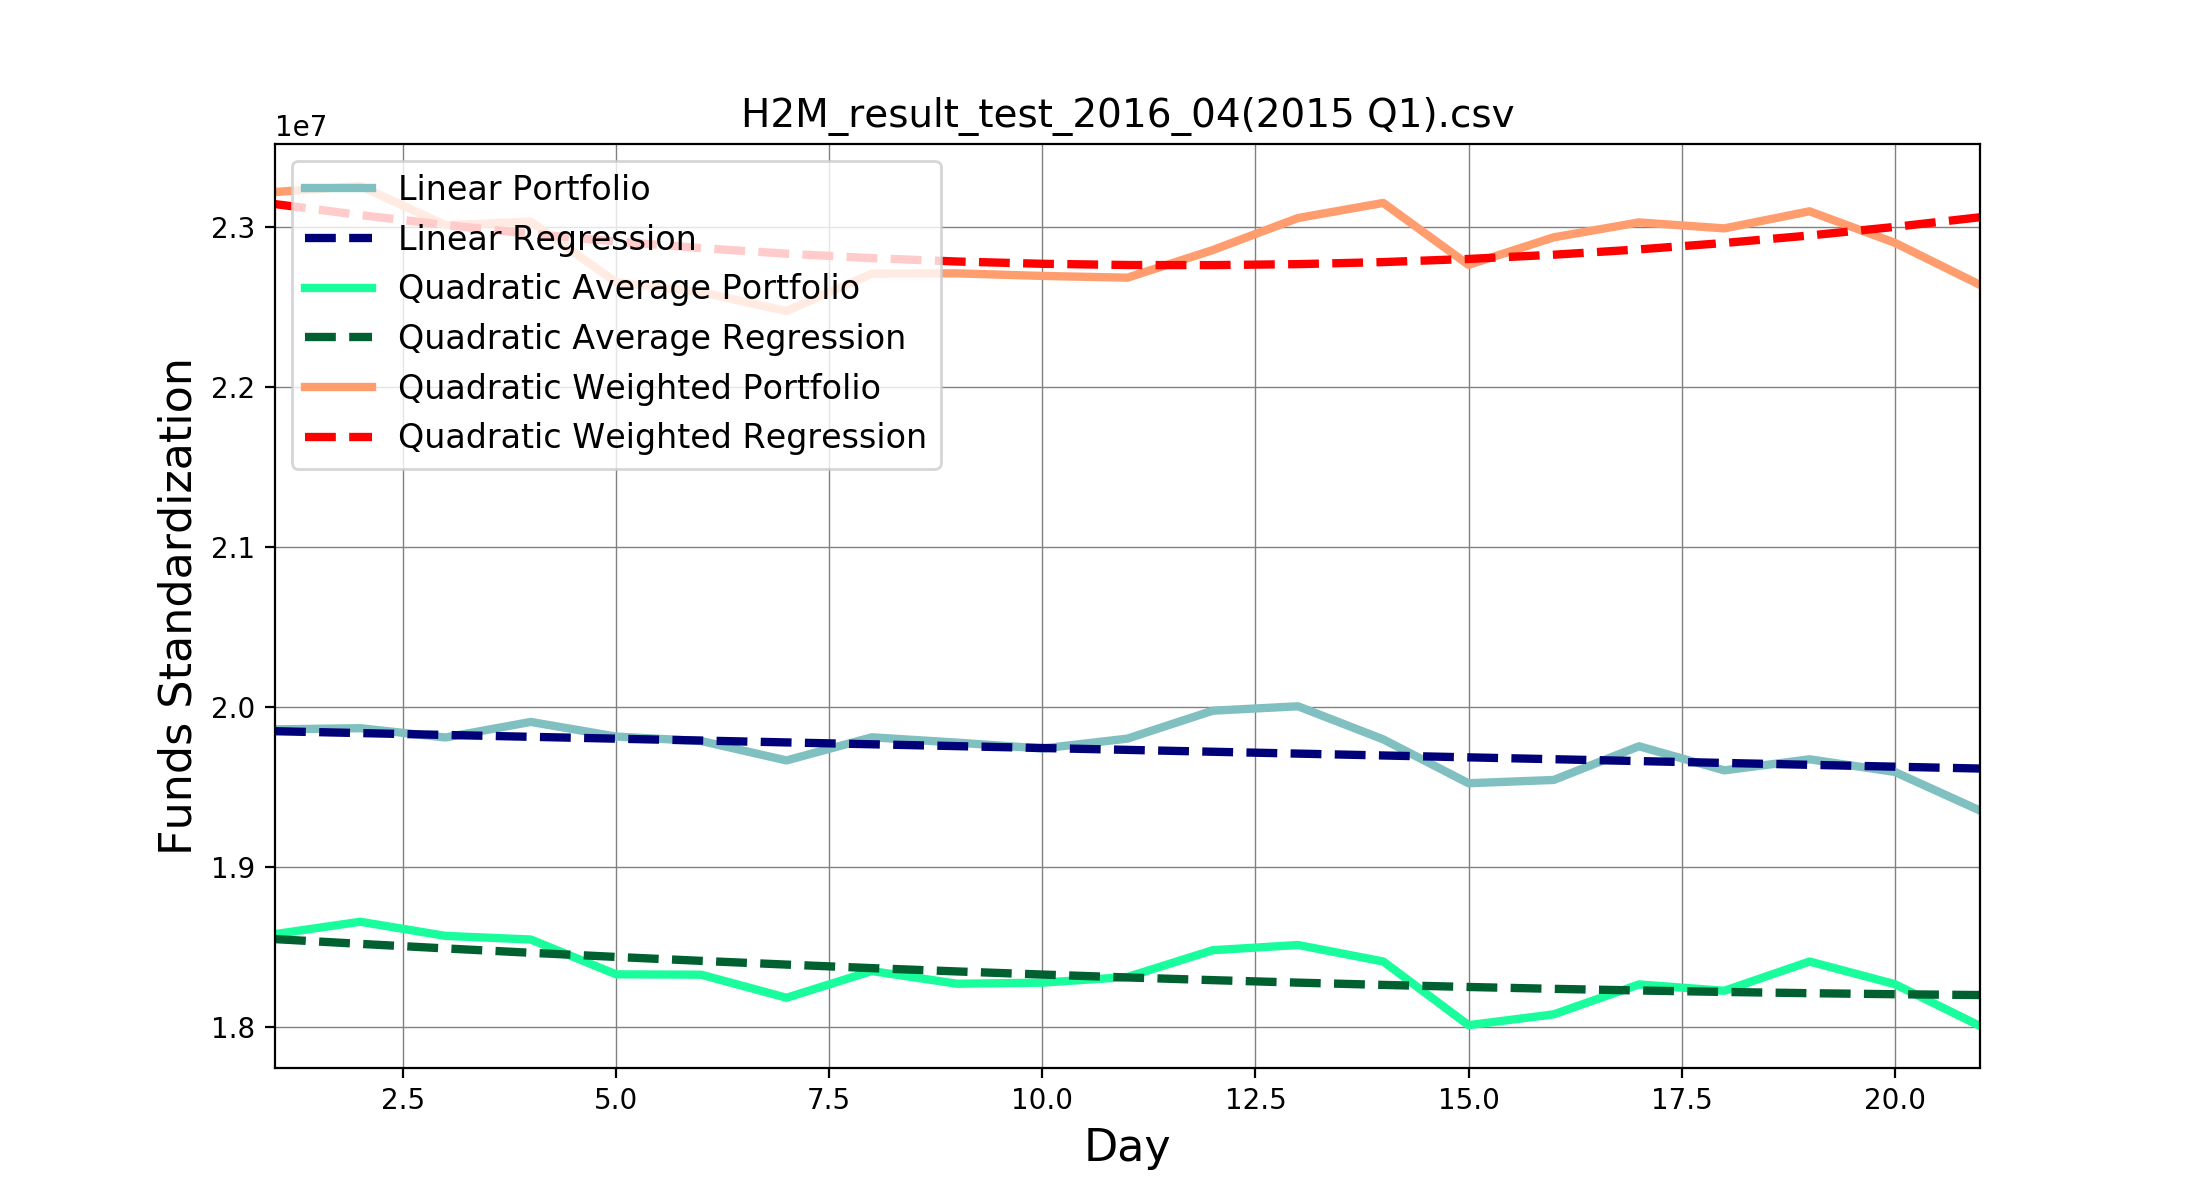 H2M_result_test_2016_04(2015 Q1).csv
1e7
Linear Portfolio
Linear Regression
Quadratic Average Portfolio
Quadratic Average Regression
Quadratic Weighted Portfolio
Quadratic Weighted Regression
2.3
2.2
2.1
2.0
1.9
1.8
Funds Standardization
2.5 5.0 7.5 10.0 12.5 15.0 17.5 20.0
Day